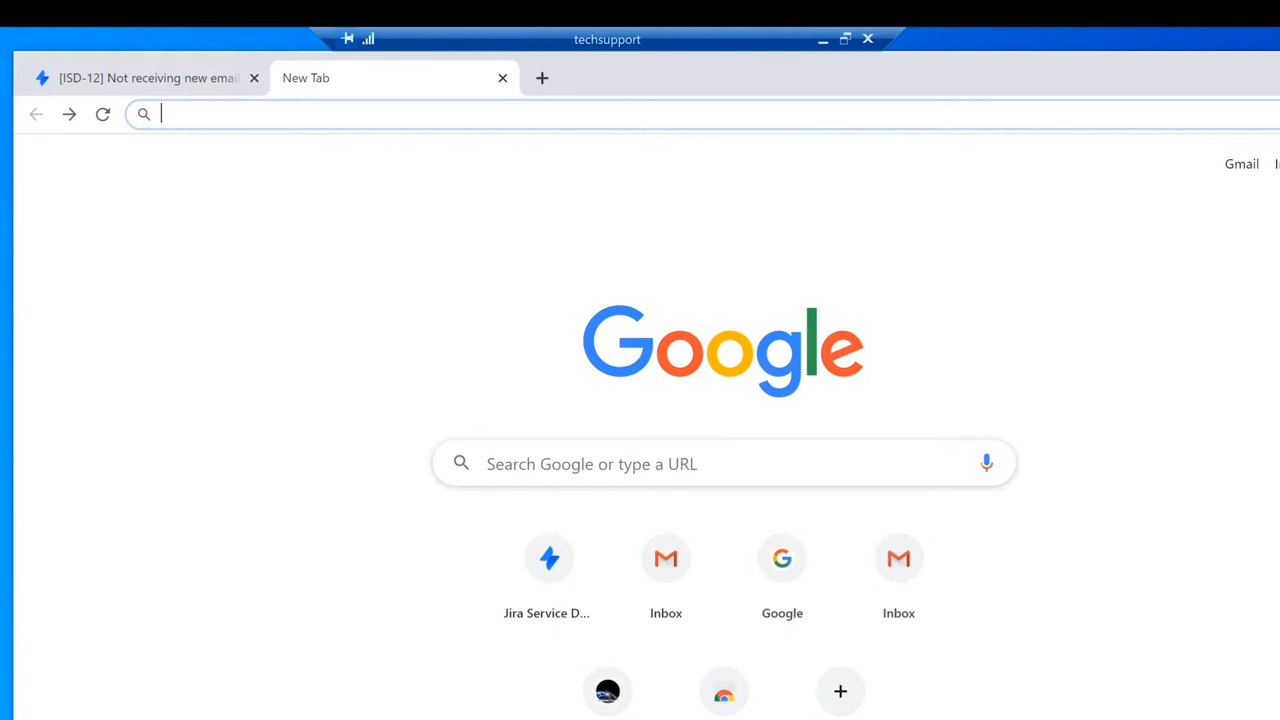 techsupport
[ISD-12] Not receiving new email
New Tab
Gmail
Google
Search Google or type a URL
Jira Service D...
Inbox
Google
Inbox